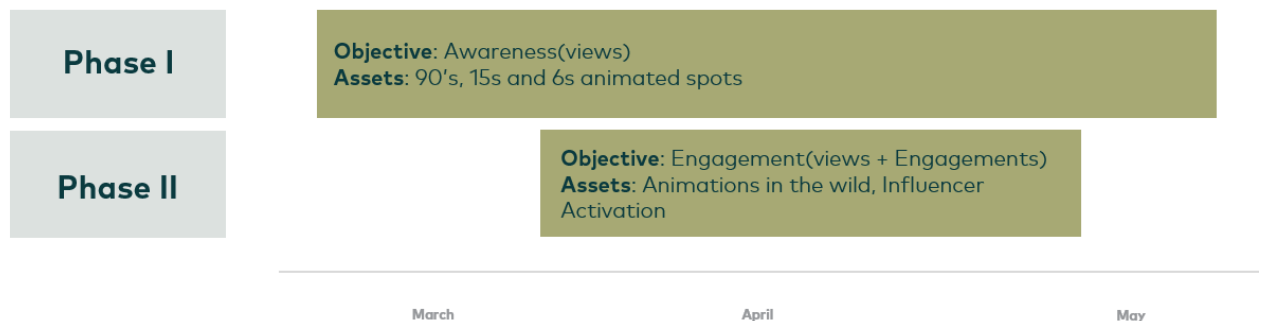 Phase I
Objective: Awareness(views)
Assets: 90's, 15s and 6s animated spots
Phase II
Objective: Engagement(views + Engagements)
Assets: Animations in the wild, Influencer
Activation
March
April
May